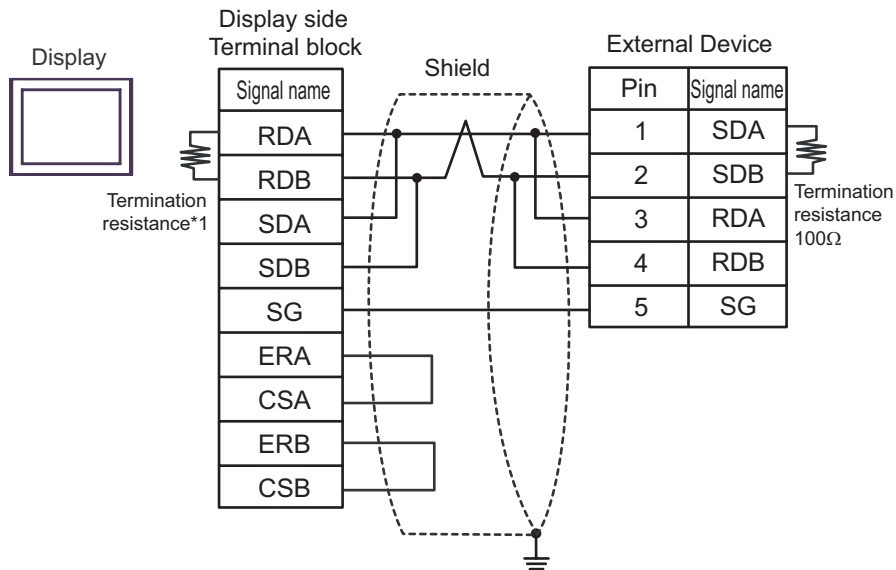 Display
Display side
Terminal block
Signal name
RDA
RDB
SDA
SDB
SG
ERA
CSA
ERB
CSB
Termination
resistance*1
Shield
External Device
Pin Signal name
1 SDA
2 SDB
3 RDA
4 RDB
5 SG
Termination
resistance
100Ω